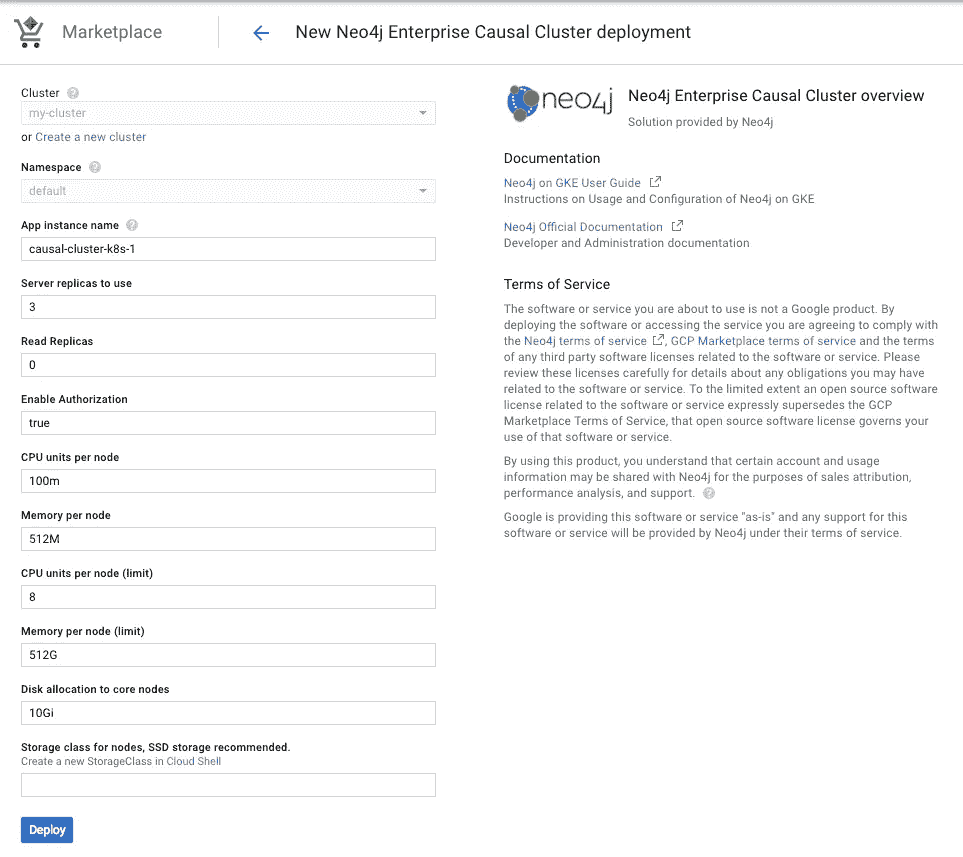 Marketplace
New Neo4j Enterprise Causal Cluster deployment
Cluster ?
my-cluster
or Create a new cluster
Namespace ?
default
App instance name ?
causal-cluster-k8s-1
Server replicas to use
3
Read Replicas
0
Enable Authorization
true
CPU units per node
100m
Memory per node
512M
CPU units per node (limit)
8
Memory per node (limit)
512G
Disk allocation to core nodes
10Gi
Storage class for nodes, SSD storage recommended.
Create a new StorageClass in Cloud Shell
Deploy
neo4j
Neo4j Enterprise Causal Cluster overview
Solution provided by Neo4j
Documentation
Neo4j on GKE User Guide
Instructions on Usage and Configuration of Neo4j on GKE
Neo4j Official Documentation
Developer and Administration documentation
Terms of Service
The software or service you are about to use is not a Google product. By
deploying the software or accessing the service you are agreeing to comply with
the Neo4j terms of service , GCP Marketplace terms of service and the terms
of any third party software licenses related to the software or service. Please
review these licenses carefully for details about any obligations you may have
related to the software or service. To the limited extent an open source software
license related to the software or service expressly supersedes the GCP
Marketplace Terms of Service, that open source software license governs your
use of that software or service.
By using this product, you understand that certain account and usage
information may be shared with Neo4j for the purposes of sales attribution,
performance analysis, and support. ?
Google is providing this software or service "as-is" and any support for this
software or service will be provided by Neo4j under their terms of service.